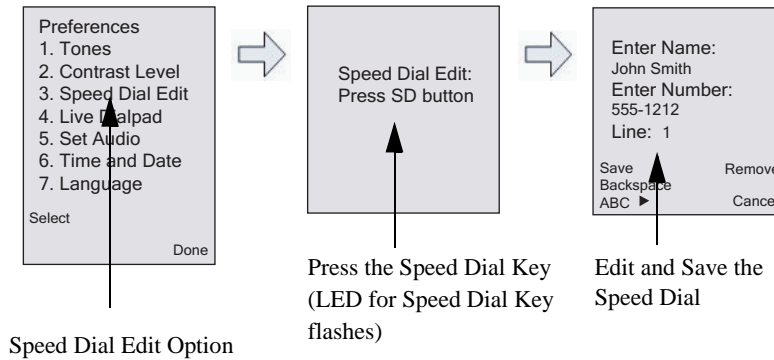 Preferences
1. Tones
2. Contrast Level
3. Speed Dial Edit
4. Live Dialpad
5. Set Audio
6. Time and Date
7. Language
Select
Done
Speed Dial Edit Option
Speed Dial Edit:
Press SD button
Press the Speed Dial Key
(LED for Speed Dial Key
flashes)
Enter Name:
John Smith
Enter Number:
555-1212
Line: 1
Save Remove
Backspace
ABC ▶ Cance
Edit and Save the
Speed Dial